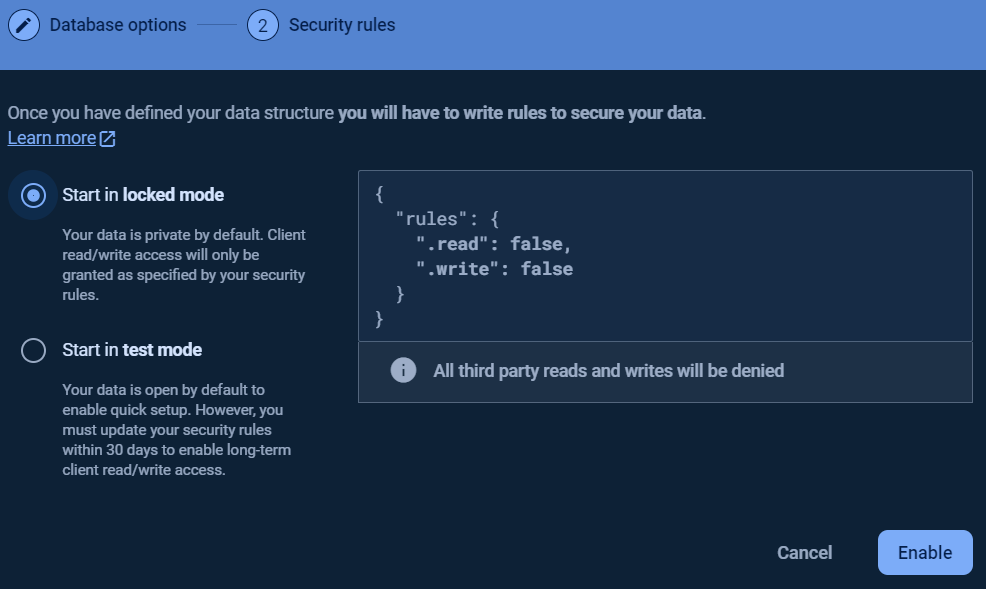 Database options
2 Security rules
Once you have defined your data structure you will have to write rules to secure your data.
Learn more
Start in locked mode
Your data is private by default. Client
read/write access will only be
granted as specified by your security
rules.
Start in test mode
Your data is open by default to
enable quick setup. However, you
must update your security rules
within 30 days to enable long-term
client read/write access.
{
  "rules": {
    ".read": false,
    ".write": false
  }
}
All third party reads and writes will be denied
Cancel
Enable